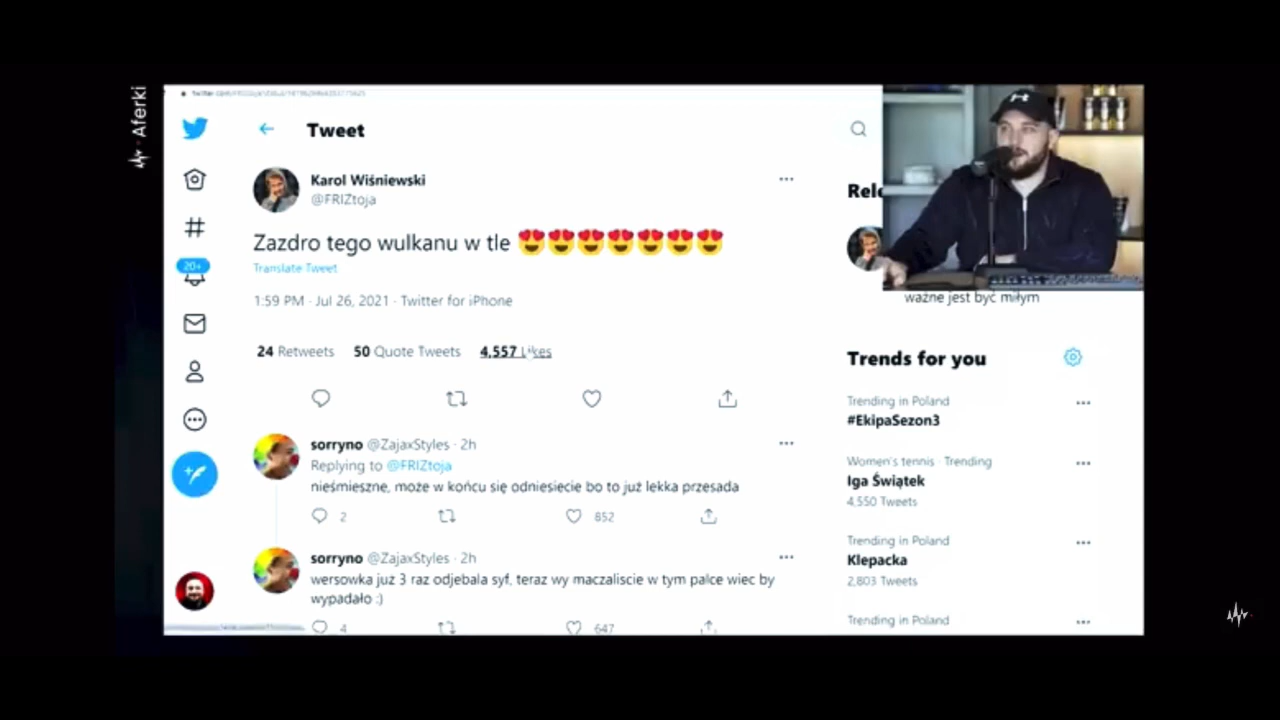 Aferki
Tweet
Karol Wiśniewski
@FRIZtoja
Zazdro tego wulkanu w tle 😍😍😍😍😍😍😍
Translate Tweet
1:59 PM · Jul 26, 2021 · Twitter for iPhone
24 Retweets 50 Quote Tweets 4,557 Likes
20+
sorryno @ZajaxStyles · 2h
Replying to @FRIZtoja
nieśmieszne, może w końcu się odniesiecie bo to już lekka przesada
2 852
sorryno @ZajaxStyles · 2h
wersowka już 3 raz odjebala syf, teraz wy maczaliscie w tym palce wiec by
wypadało :)
4 647
Rele
ważne jest być miłym
Trends for you
Trending in Poland
#EkipaSezon3
Women's tennis · Trending
Iga Świątek
4,550 Tweets
Trending in Poland
Klepacka
2,803 Tweets
Trending in Poland